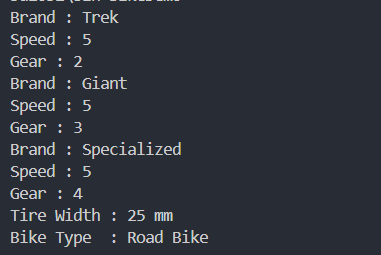 Brand : Trek
Speed : 5
Gear : 2
Brand : Giant
Speed : 5
Gear : 3
Brand : Specialized
Speed : 5
Gear : 4
Tire Width : 25 mm
Bike Type  : Road Bike